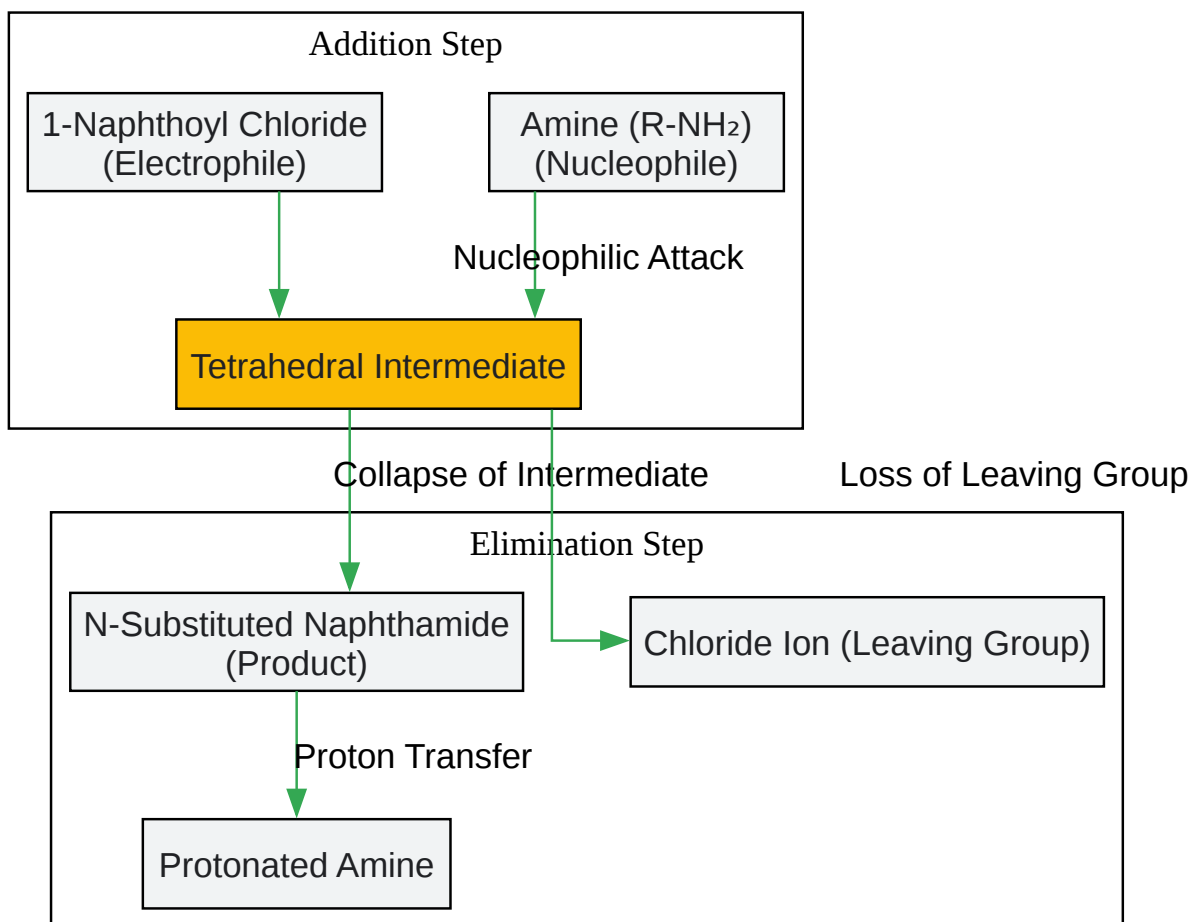 Addition Step
1-Naphthoyl Chloride
(Electrophile)
Amine (R-NH₂)
(Nucleophile)
Nucleophilic Attack
Tetrahedral Intermediate
Collapse of Intermediate
Loss of Leaving Group
Elimination Step
N-Substituted Naphthamide
(Product)
Chloride Ion (Leaving Group)
Proton Transfer
Protonated Amine